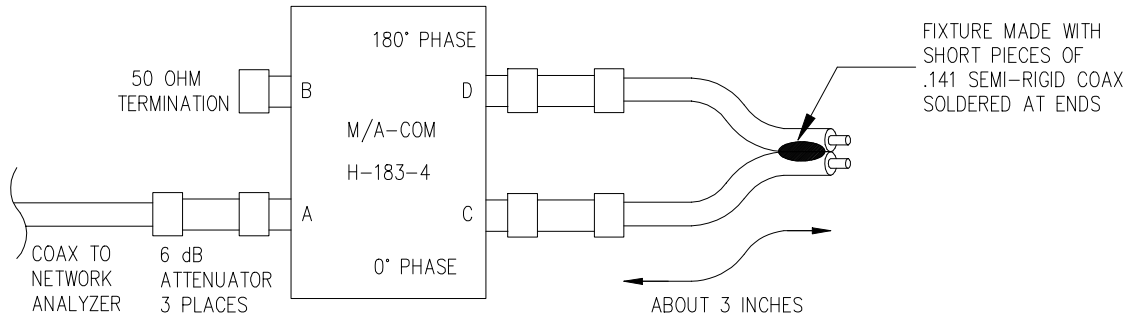 180° PHASE
FIXTURE MADE WITH
SHORT PIECES OF
.141 SEMI-RIGID COAX
SOLDERED AT ENDS
50 OHM
TERMINATION
B
D
M/A-COM
H-183-4
A
C
0° PHASE
COAX TO
NETWORK
ANALYZER
6 dB
ATTENUATOR
3 PLACES
ABOUT 3 INCHES